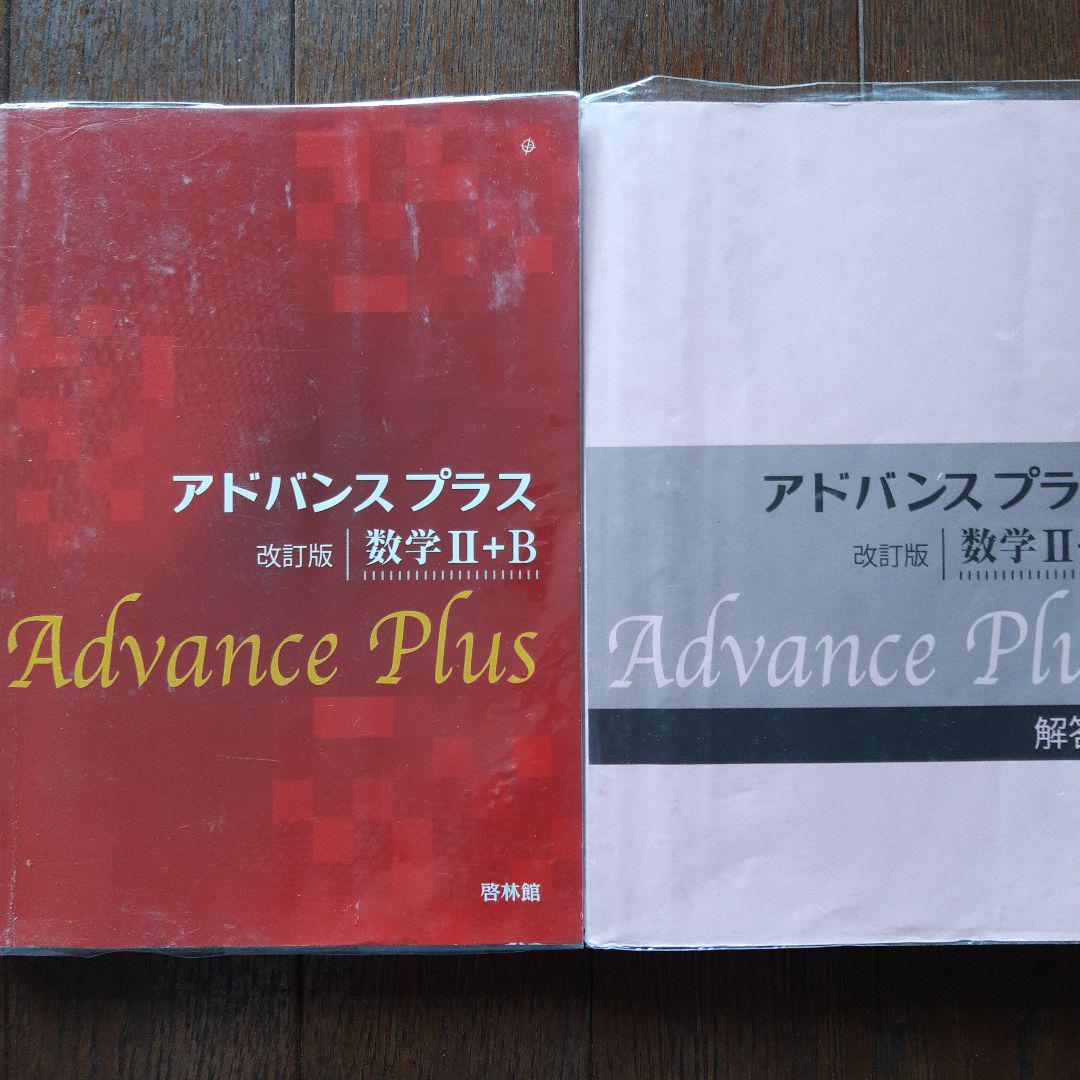 アドバンス プラス
改訂版 数学Ⅱ+B
Advance Plus
啓林館
アドバンス プラ
改訂版 数学Ⅱ
Advance Plu
解答